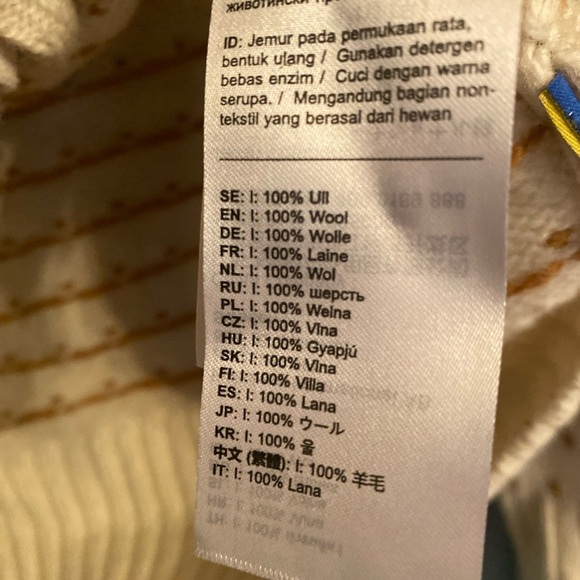 животински
ID: Jemur pada permukaan rata,
bentuk ulang / Gunakan detergen
bebas enzim / Cuci dengan warna
serupa. / Mengandung bagian non-
tekstil yang berasal dari hewan
SE: I: 100% Ull
EN: I: 100% Wool
DE: I: 100% Wolle
FR: I: 100% Laine
NL: I: 100% Wol
RU: I: 100% шерсть
PL: I: 100% Wełna
CZ: I: 100% Vlna
HU: I: 100% Gyapjú
SK: I: 100% Vlna
FI: I: 100% Villa
ES: I: 100% Lana
JP: I: 100% ウール
KR: I: 100% 울
中文 (繁體): I: 100% 羊毛
IT: I: 100% Lana